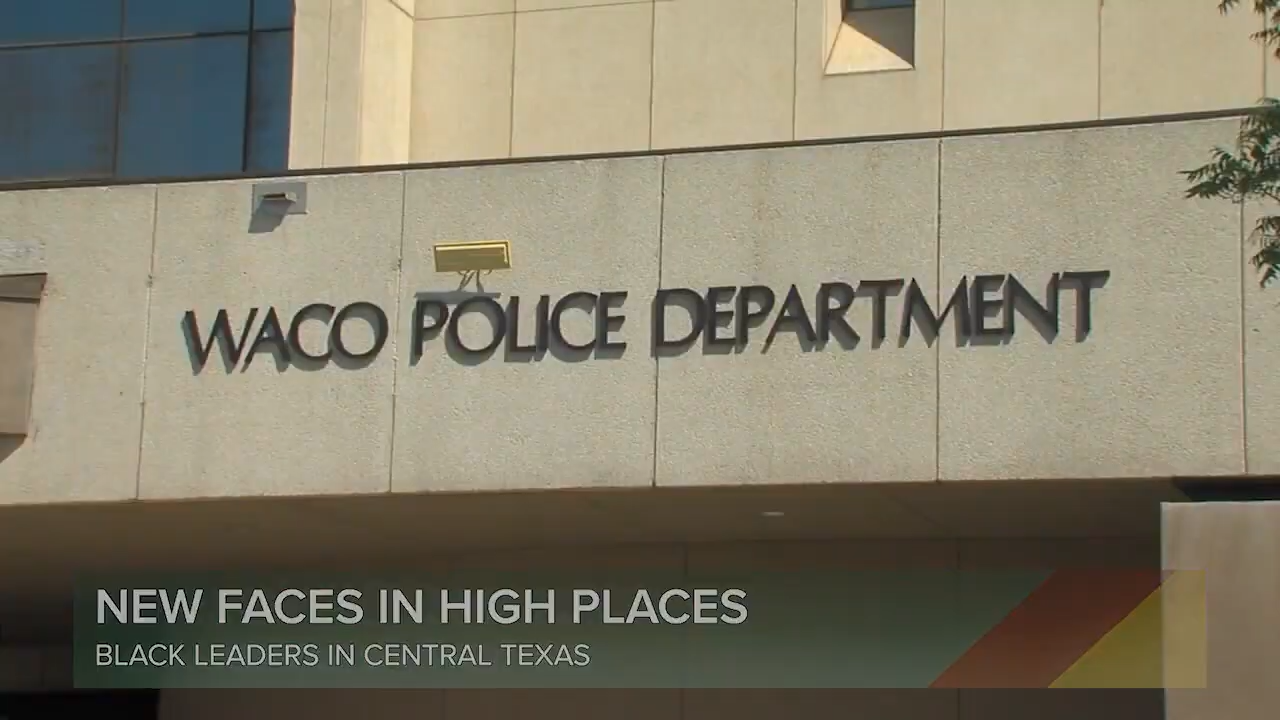 WACO POLICE DEPARTMENT
NEW FACES IN HIGH PLACES
BLACK LEADERS IN CENTRAL TEXAS